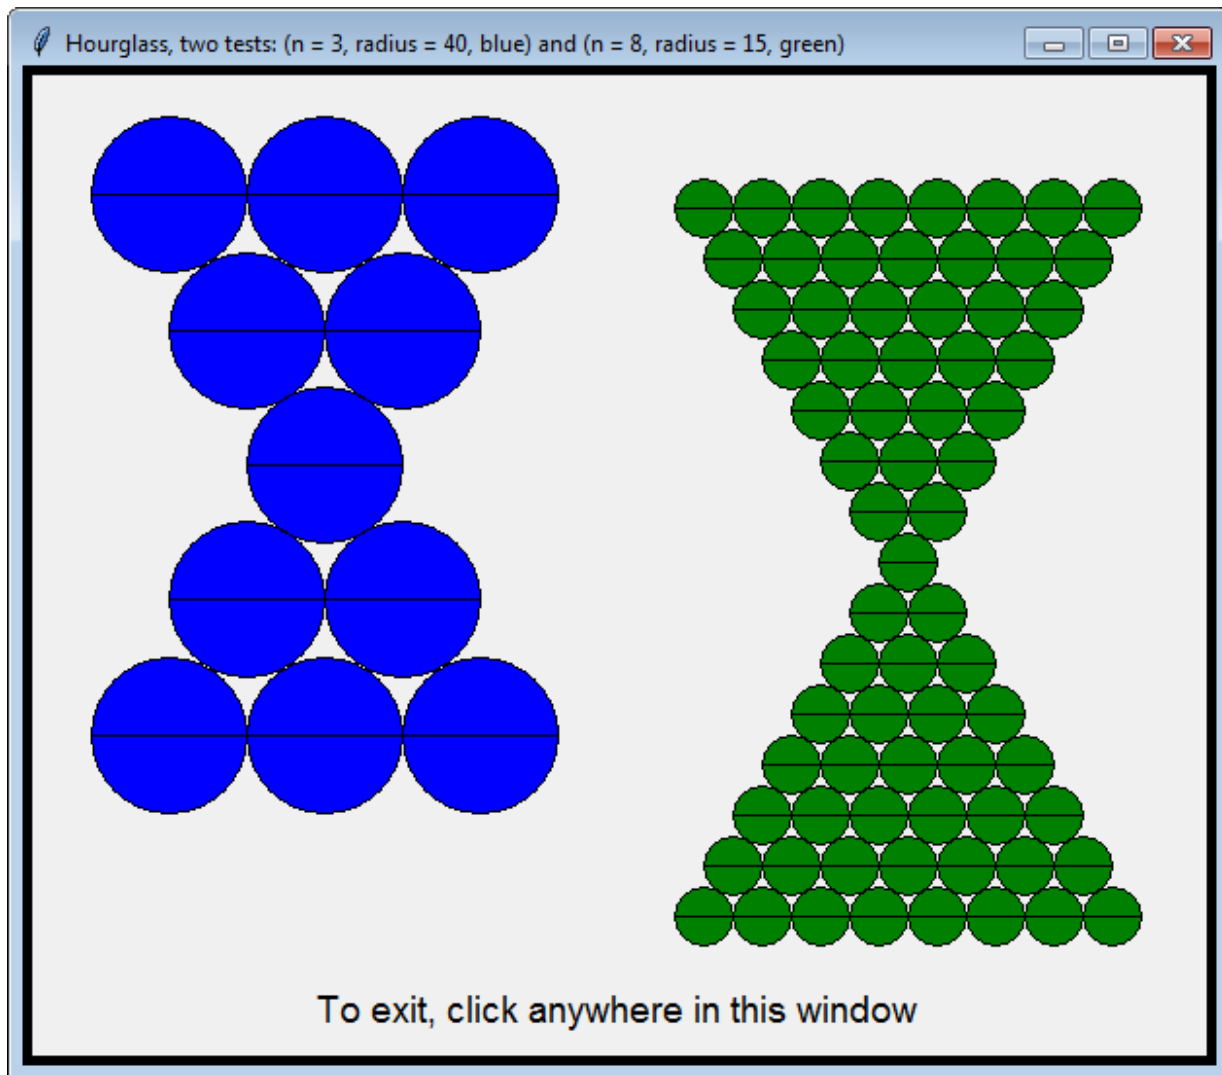 Hourglass, two tests: (n = 3, radius = 40, blue) and (n = 8, radius = 15, green)
To exit, click anywhere in this window